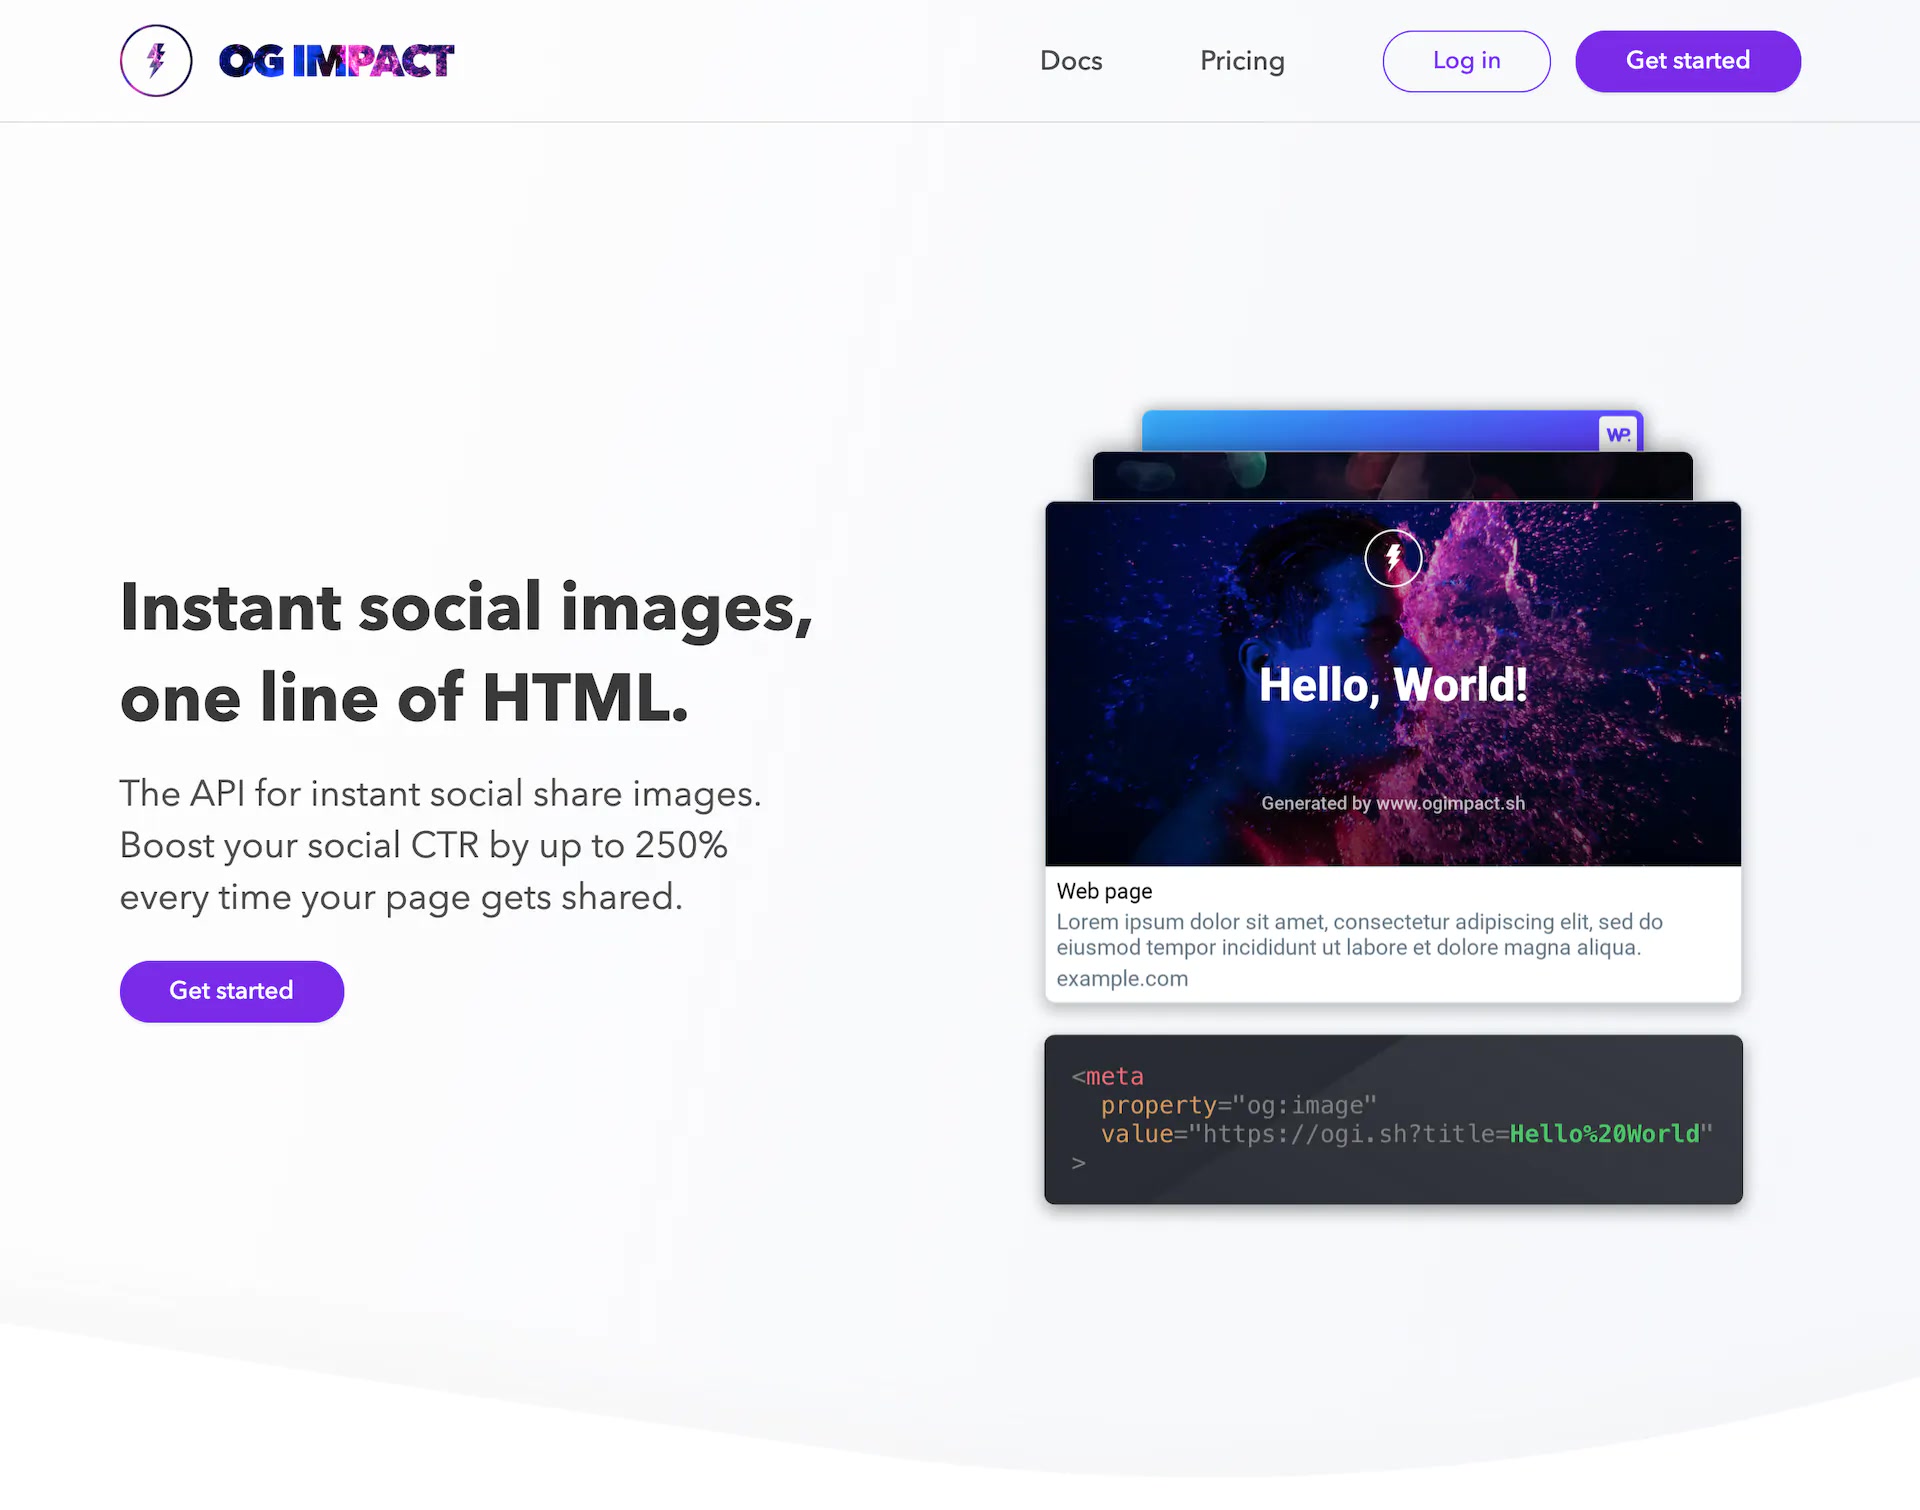 OG IMPACT
Docs
Pricing
Log in
Get started
Instant social images,
one line of HTML.
The API for instant social share images.
Boost your social CTR by up to 250%
every time your page gets shared.
Get started
WP.
Hello, World!
Generated by www.ogimpact.sh
Web page
Lorem ipsum dolor sit amet, consectetur adipiscing elit, sed do
eiusmod tempor incididunt ut labore et dolore magna aliqua.
example.com
<meta
property="og:image"
value="https://ogi.sh?title=Hello%20World"
>